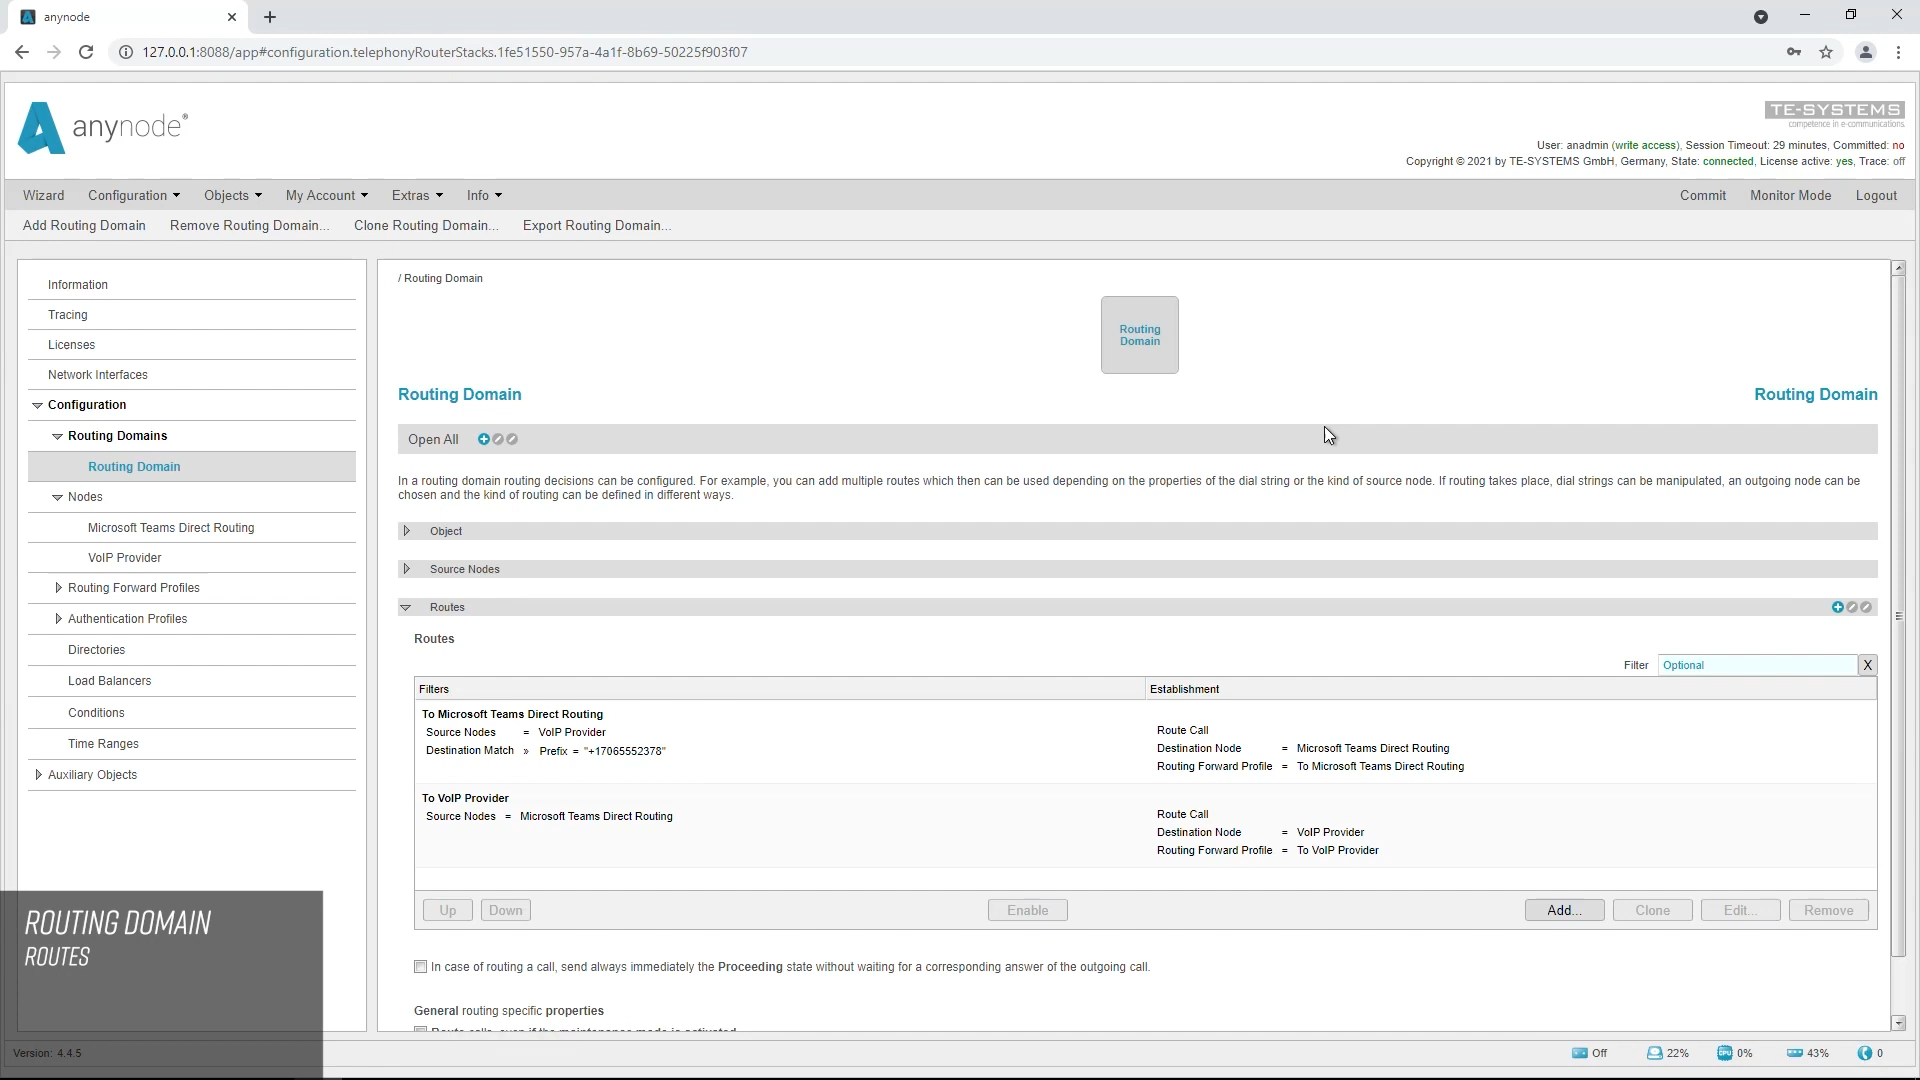 anynode
127.0.0.1:8088/app#configuration.telephonyRouterStacks.1fe51550-957a-4a1f-8b69-50225f903f07
anynode®
TE-SYSTEMS
competence in e-communications.
User: anadmin (write access), Session Timeout: 29 minutes, Committed: no
Copyright © 2021 by TE-SYSTEMS GmbH, Germany, State: connected, License active: yes, Trace: off
Wizard Configuration Objects My Account Extras Info Commit Monitor Mode Logout
Add Routing Domain Remove Routing Domain... Clone Routing Domain... Export Routing Domain...
Information
Tracing
Licenses
Network Interfaces
Configuration
Routing Domains
Routing Domain
Nodes
Microsoft Teams Direct Routing
VoIP Provider
Routing Forward Profiles
Authentication Profiles
Directories
Load Balancers
Conditions
Time Ranges
Auxiliary Objects
/ Routing Domain
Routing
Domain
Routing Domain Routing Domain
Open All
In a routing domain routing decisions can be configured. For example, you can add multiple routes which then can be used depending on the properties of the dial string or the kind of source node. If routing takes place, dial strings can be manipulated, an outgoing node can be
chosen and the kind of routing can be defined in different ways.
Object
Source Nodes
Routes
Routes
Filter Optional X
Filters Establishment
To Microsoft Teams Direct Routing
Source Nodes = VoIP Provider
Destination Match » Prefix = "+17065552378"
Route Call
Destination Node = Microsoft Teams Direct Routing
Routing Forward Profile = To Microsoft Teams Direct Routing
To VoIP Provider
Source Nodes = Microsoft Teams Direct Routing
Route Call
Destination Node = VoIP Provider
Routing Forward Profile = To VoIP Provider
Up Down Enable Add... Clone Edit... Remove
In case of routing a call, send always immediately the Proceeding state without waiting for a corresponding answer of the outgoing call.
General routing specific properties
Route calls, even if the maintenance mode is activated
ROUTING DOMAIN
ROUTES
Version: 4.4.5
Off 22% CPU 0% 43% 0